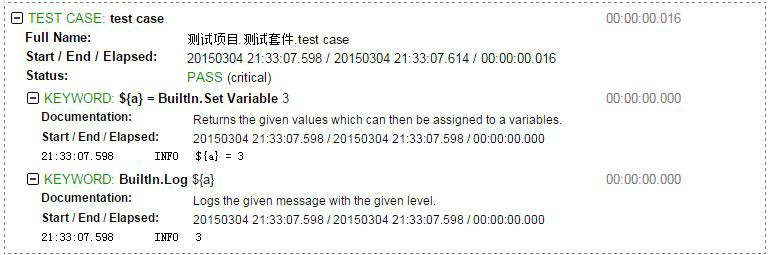 TEST CASE: test case 00:00:00.016
Full Name: 测试项目.测试套件.test case
Start / End / Elapsed: 20150304 21:33:07.598 / 20150304 21:33:07.614 / 00:00:00.016
Status: PASS (critical)
KEYWORD: ${a} = BuiltIn.Set Variable 3 00:00:00.000
Documentation: Returns the given values which can then be assigned to a variables.
Start / End / Elapsed: 20150304 21:33:07.598 / 20150304 21:33:07.598 / 00:00:00.000
21:33:07.598 INFO ${a} = 3
KEYWORD: BuiltIn.Log ${a} 00:00:00.000
Documentation: Logs the given message with the given level.
Start / End / Elapsed: 20150304 21:33:07.598 / 20150304 21:33:07.598 / 00:00:00.000
21:33:07.598 INFO 3